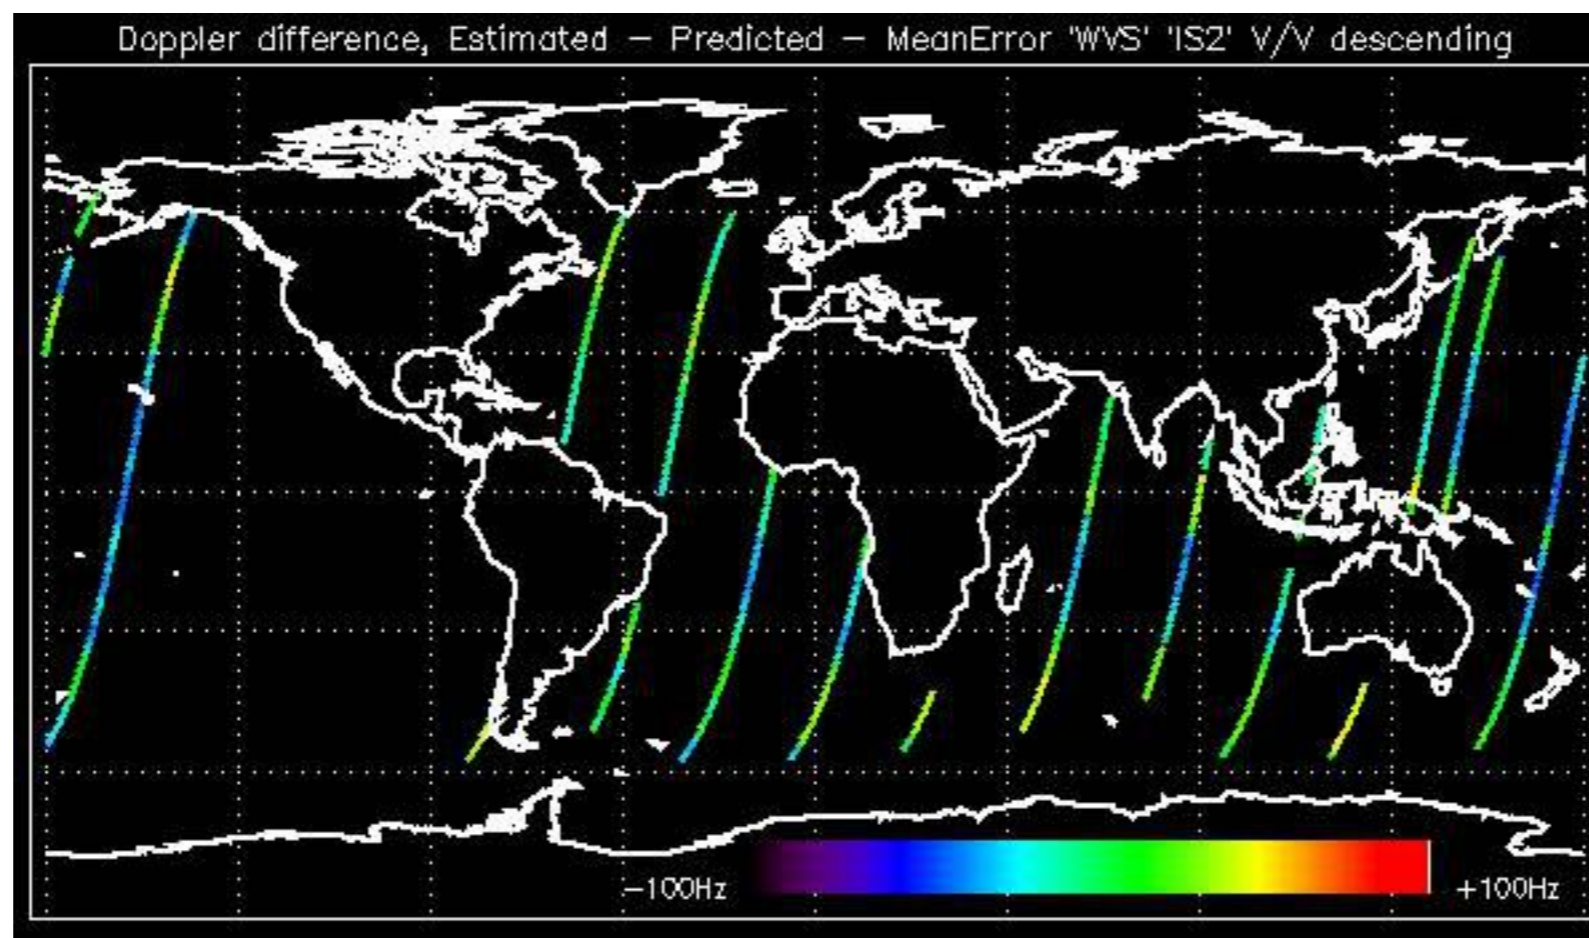 Doppler difference, Estimated − Predicted − MeanError 'WVS' 'IS2' V/V descending
−100Hz
+100Hz